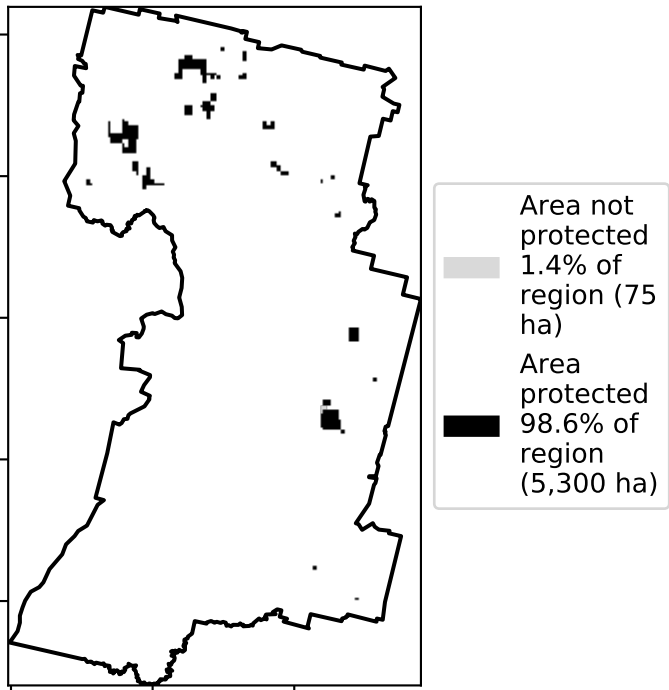 Area not
protected
1.4% of
region (75
ha)
Area
protected
98.6% of
region
(5,300 ha)